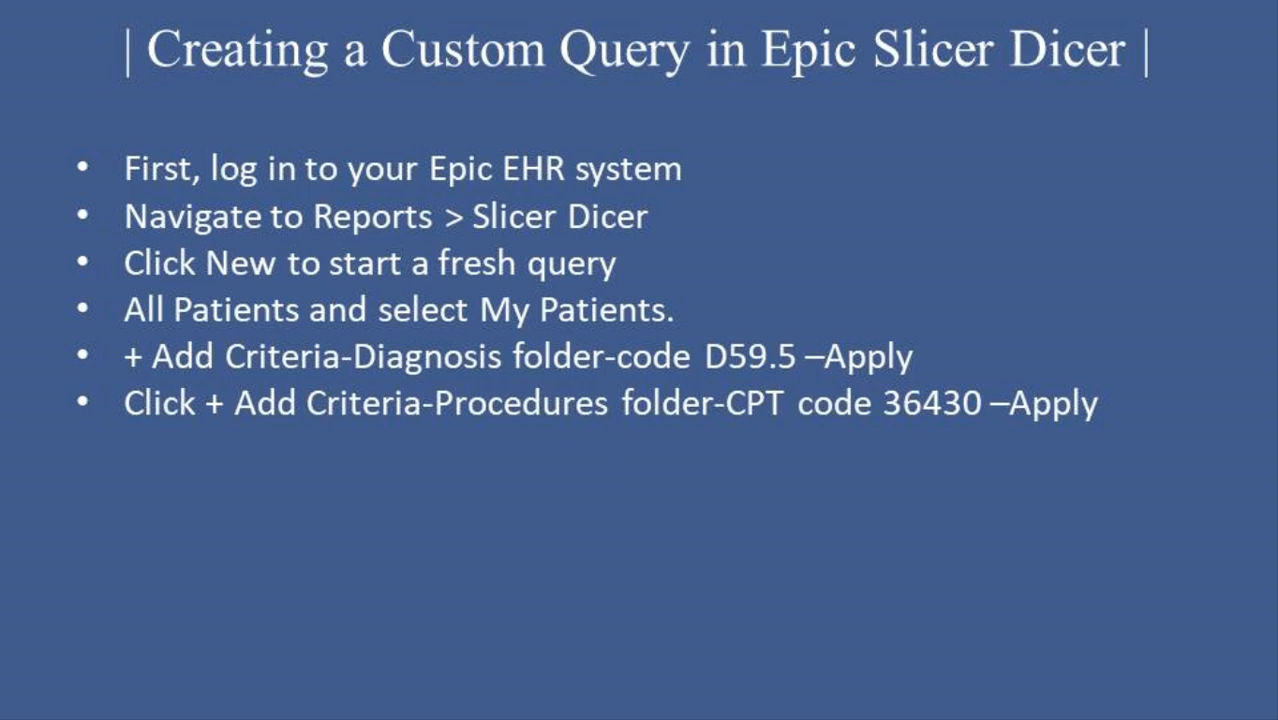 | Creating a Custom Query in Epic Slicer Dicer |
• First, log in to your Epic EHR system
• Navigate to Reports > Slicer Dicer
• Click New to start a fresh query
• All Patients and select My Patients.
• + Add Criteria-Diagnosis folder-code D59.5 –Apply
• Click + Add Criteria-Procedures folder-CPT code 36430 –Apply